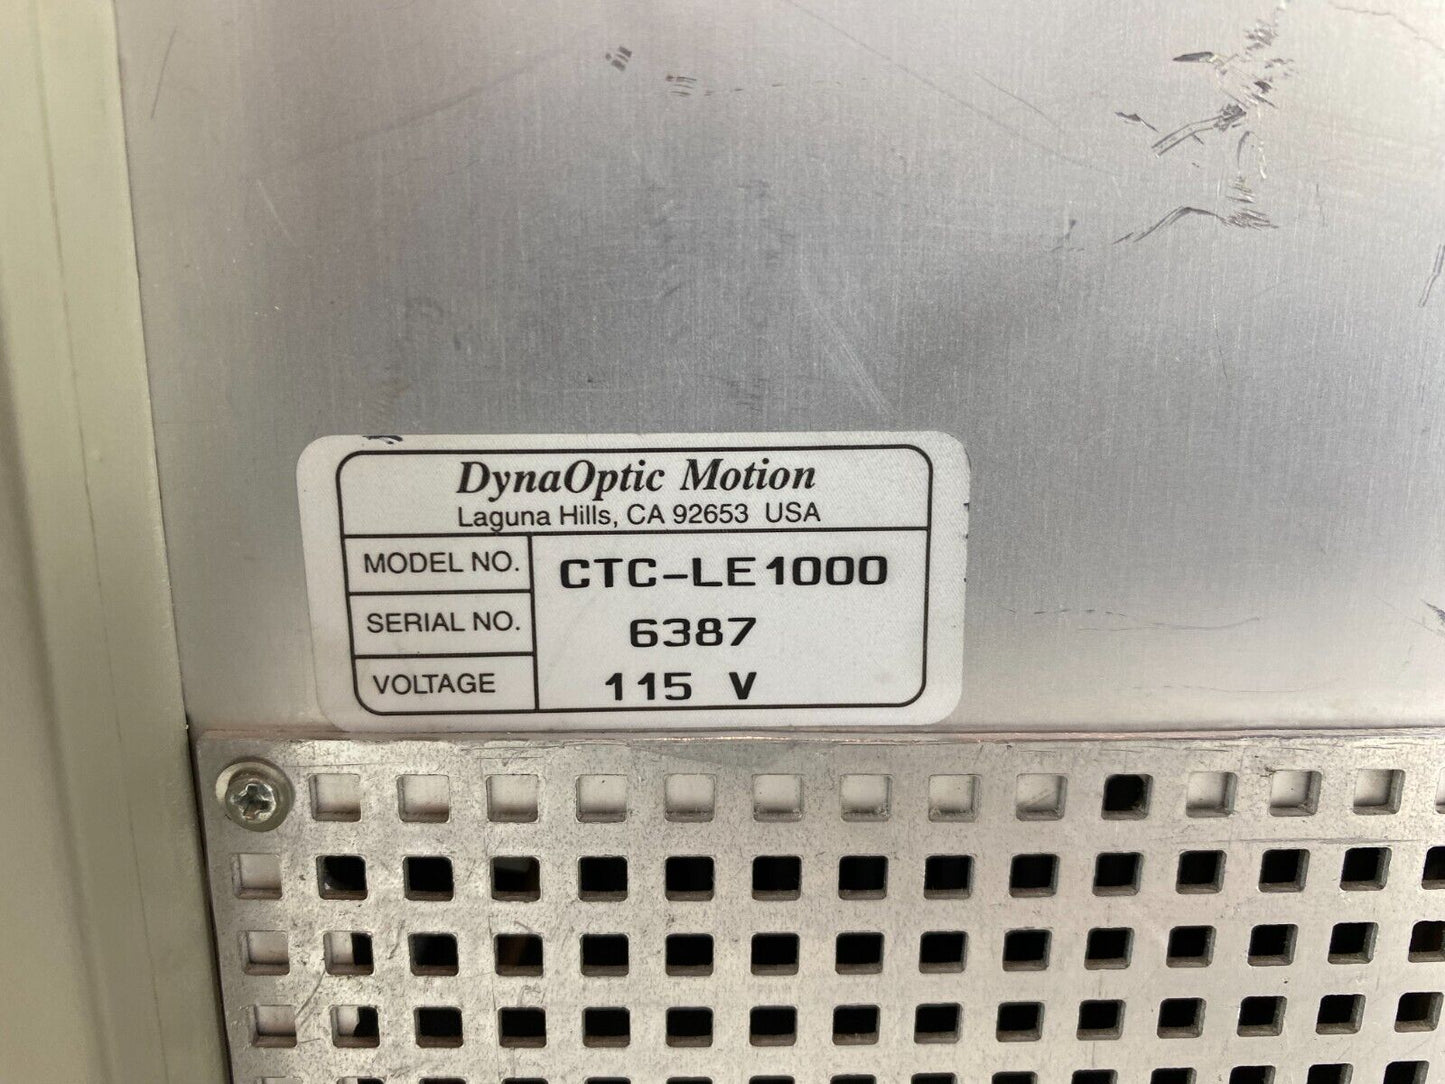 DynaOptic Motion
Laguna Hills, CA 92653 USA
MODEL NO. CTC-LE1000
SERIAL NO. 6387
VOLTAGE 115 V